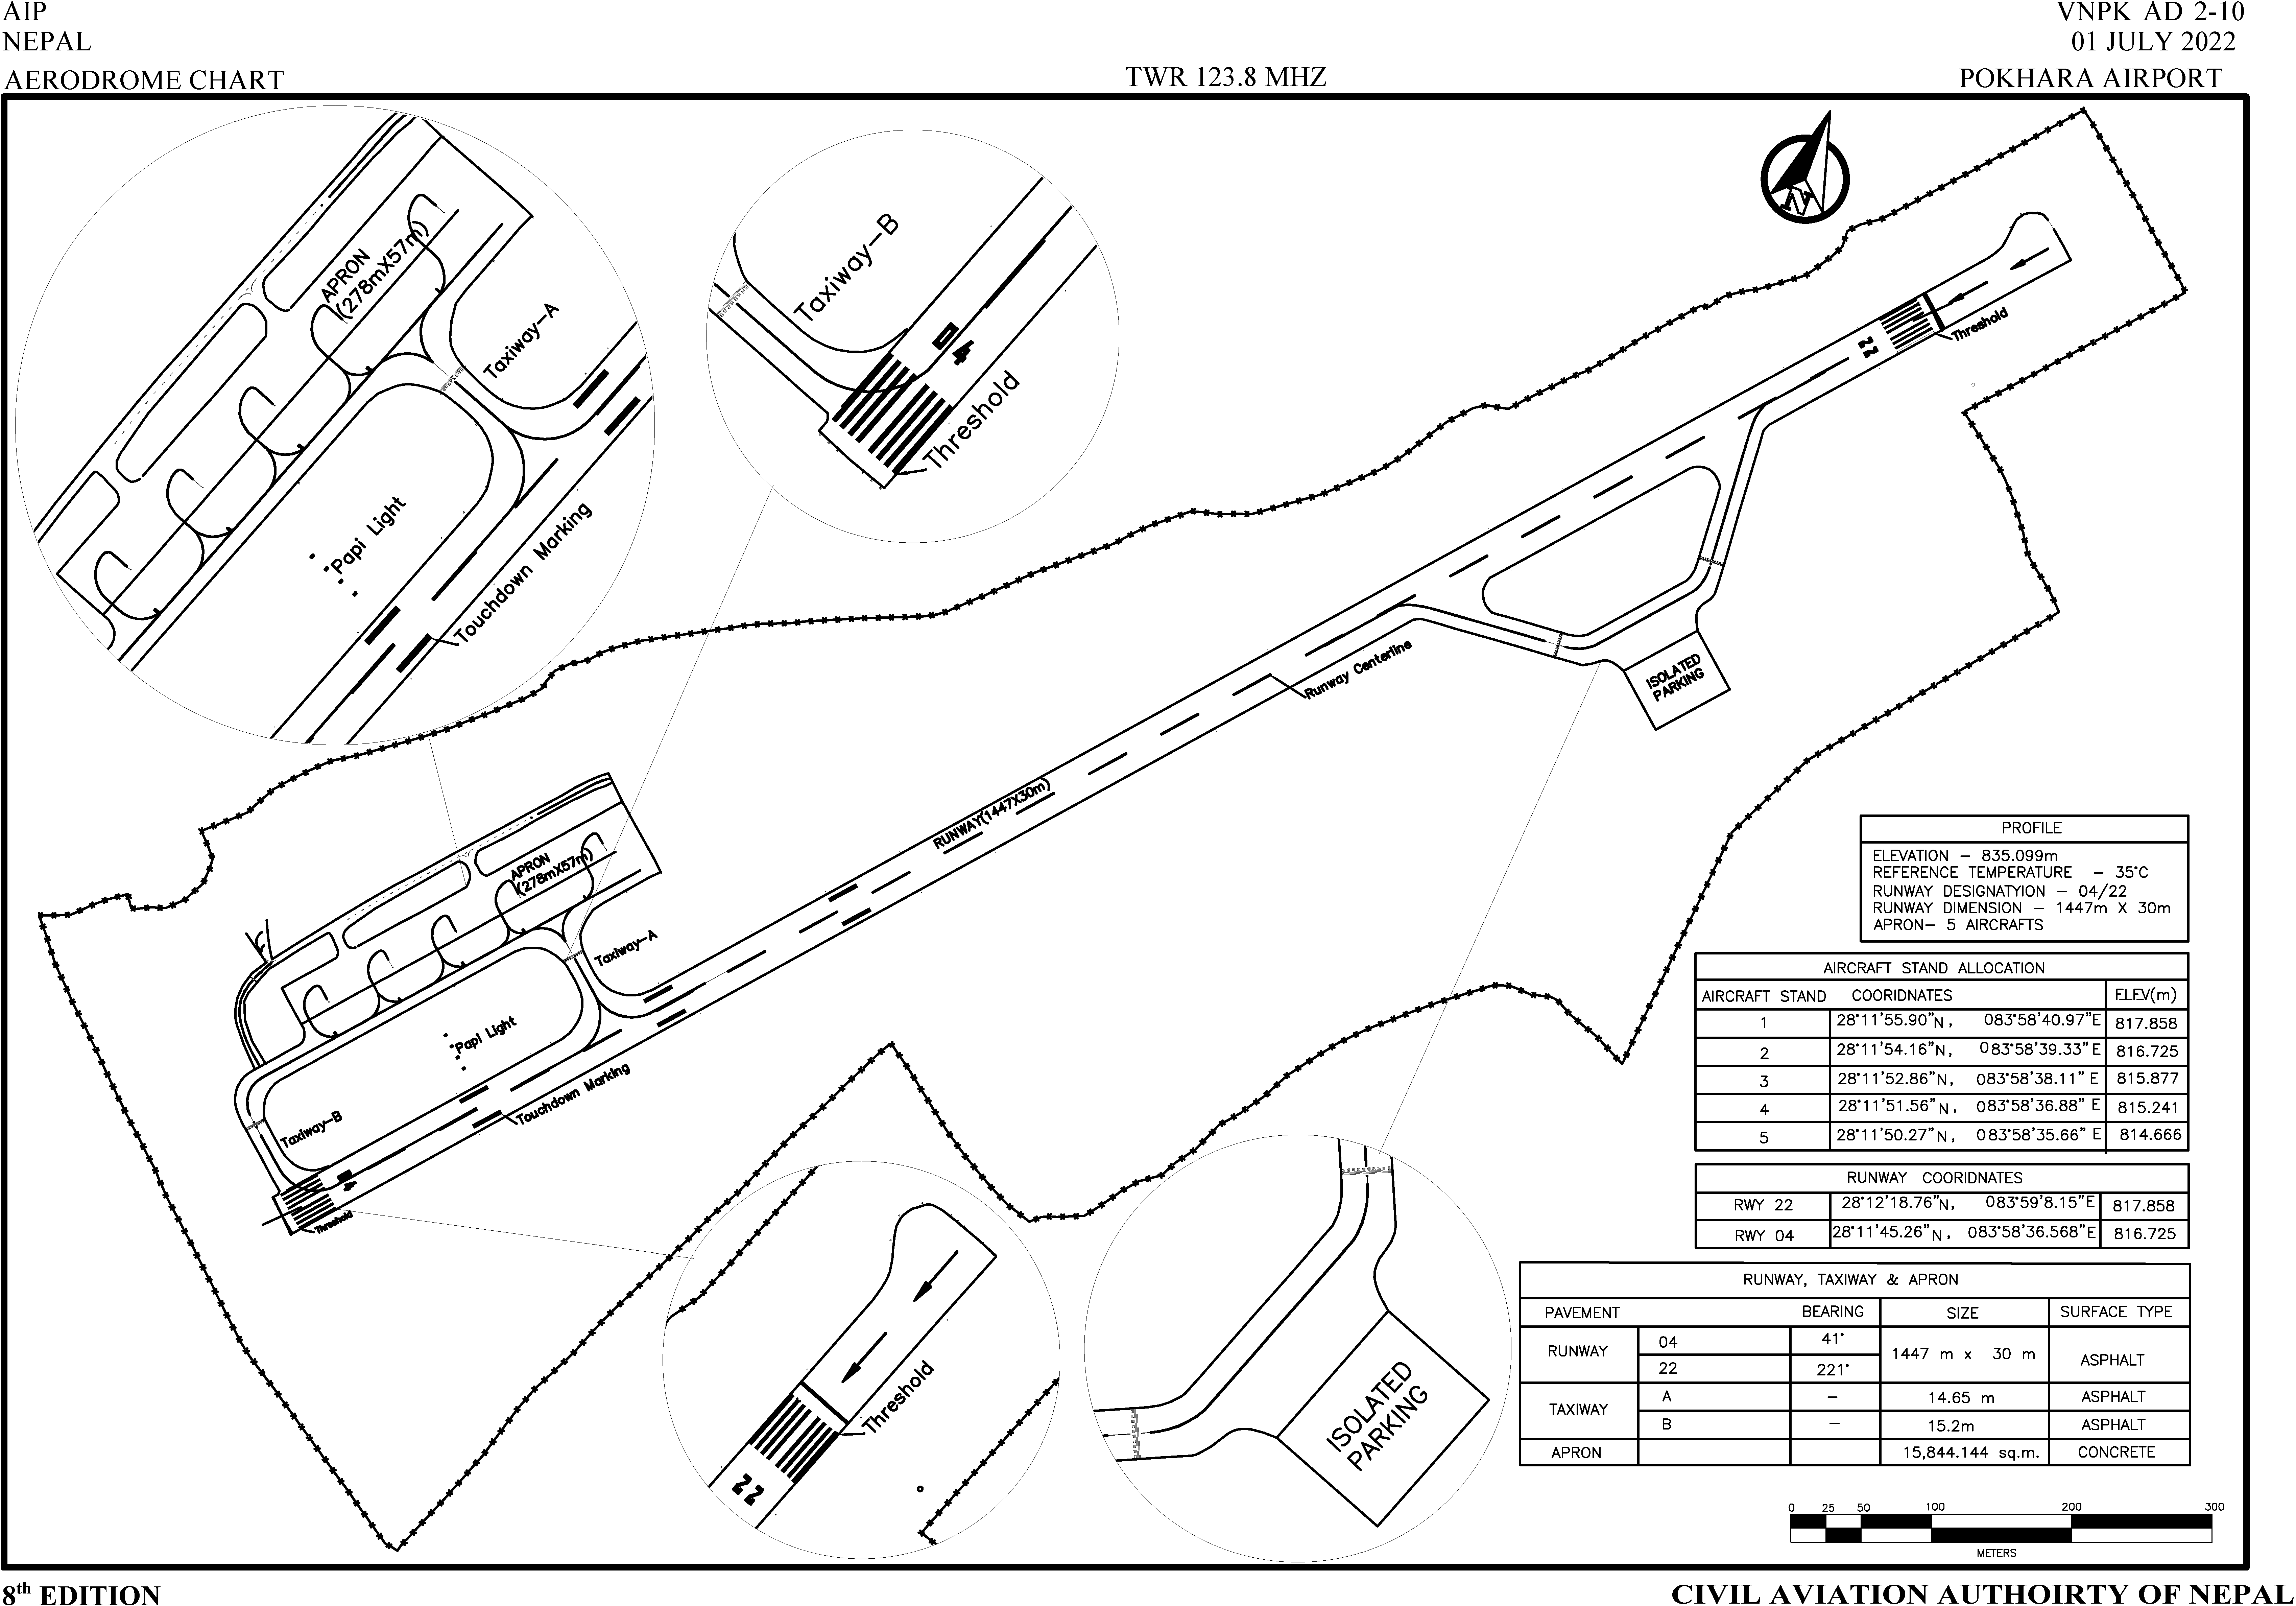 AIP
NEPAL
AERODROME CHART
TWR 123.8 MHZ
VNPK AD 2-10
01 JULY 2022
POKHARA AIRPORT
APRON
(278mX57m)
Taxiway-A
Papi Light
Touchdown Marking
Taxiway-B
04
Threshold
N
22
Threshold
ISOLATED
PARKING
Runway Centerline
RUNWAY(1447X30m)
APRON
(278mX57m)
Taxiway-A
Papi Light
Touchdown Marking
Taxiway-B
04
Threshold
Threshold
22
ISOLATED
PARKING
PROFILE
ELEVATION - 835.099m
REFERENCE TEMPERATURE - 35°C
RUNWAY DESIGNATYION - 04/22
RUNWAY DIMENSION - 1447m X 30m
APRON- 5 AIRCRAFTS
AIRCRAFT STAND ALLOCATION
AIRCRAFT STAND COORIDNATES ELEV(m)
1 28°11'55.90"N, 083°58'40.97"E 817.858
2 28°11'54.16"N, 083°58'39.33"E 816.725
3 28°11'52.86"N, 083°58'38.11" E 815.877
4 28°11'51.56"N, 083°58'36.88" E 815.241
5 28°11'50.27"N, 083°58'35.66" E 814.666
RUNWAY COORIDNATES
RWY 22 28°12'18.76"N, 083°59'8.15"E 817.858
RWY 04 28°11'45.26"N, 083°58'36.568"E 816.725
RUNWAY, TAXIWAY & APRON
PAVEMENT BEARING SIZE SURFACE TYPE
RUNWAY 04 41° 1447 m x 30 m ASPHALT
22 221°
TAXIWAY A - 14.65 m ASPHALT
B - 15.2m ASPHALT
APRON 15,844.144 sq.m. CONCRETE
0 25 50 100 200 300
METERS
8th EDITION
CIVIL AVIATION AUTHOIRTY OF NEPAL